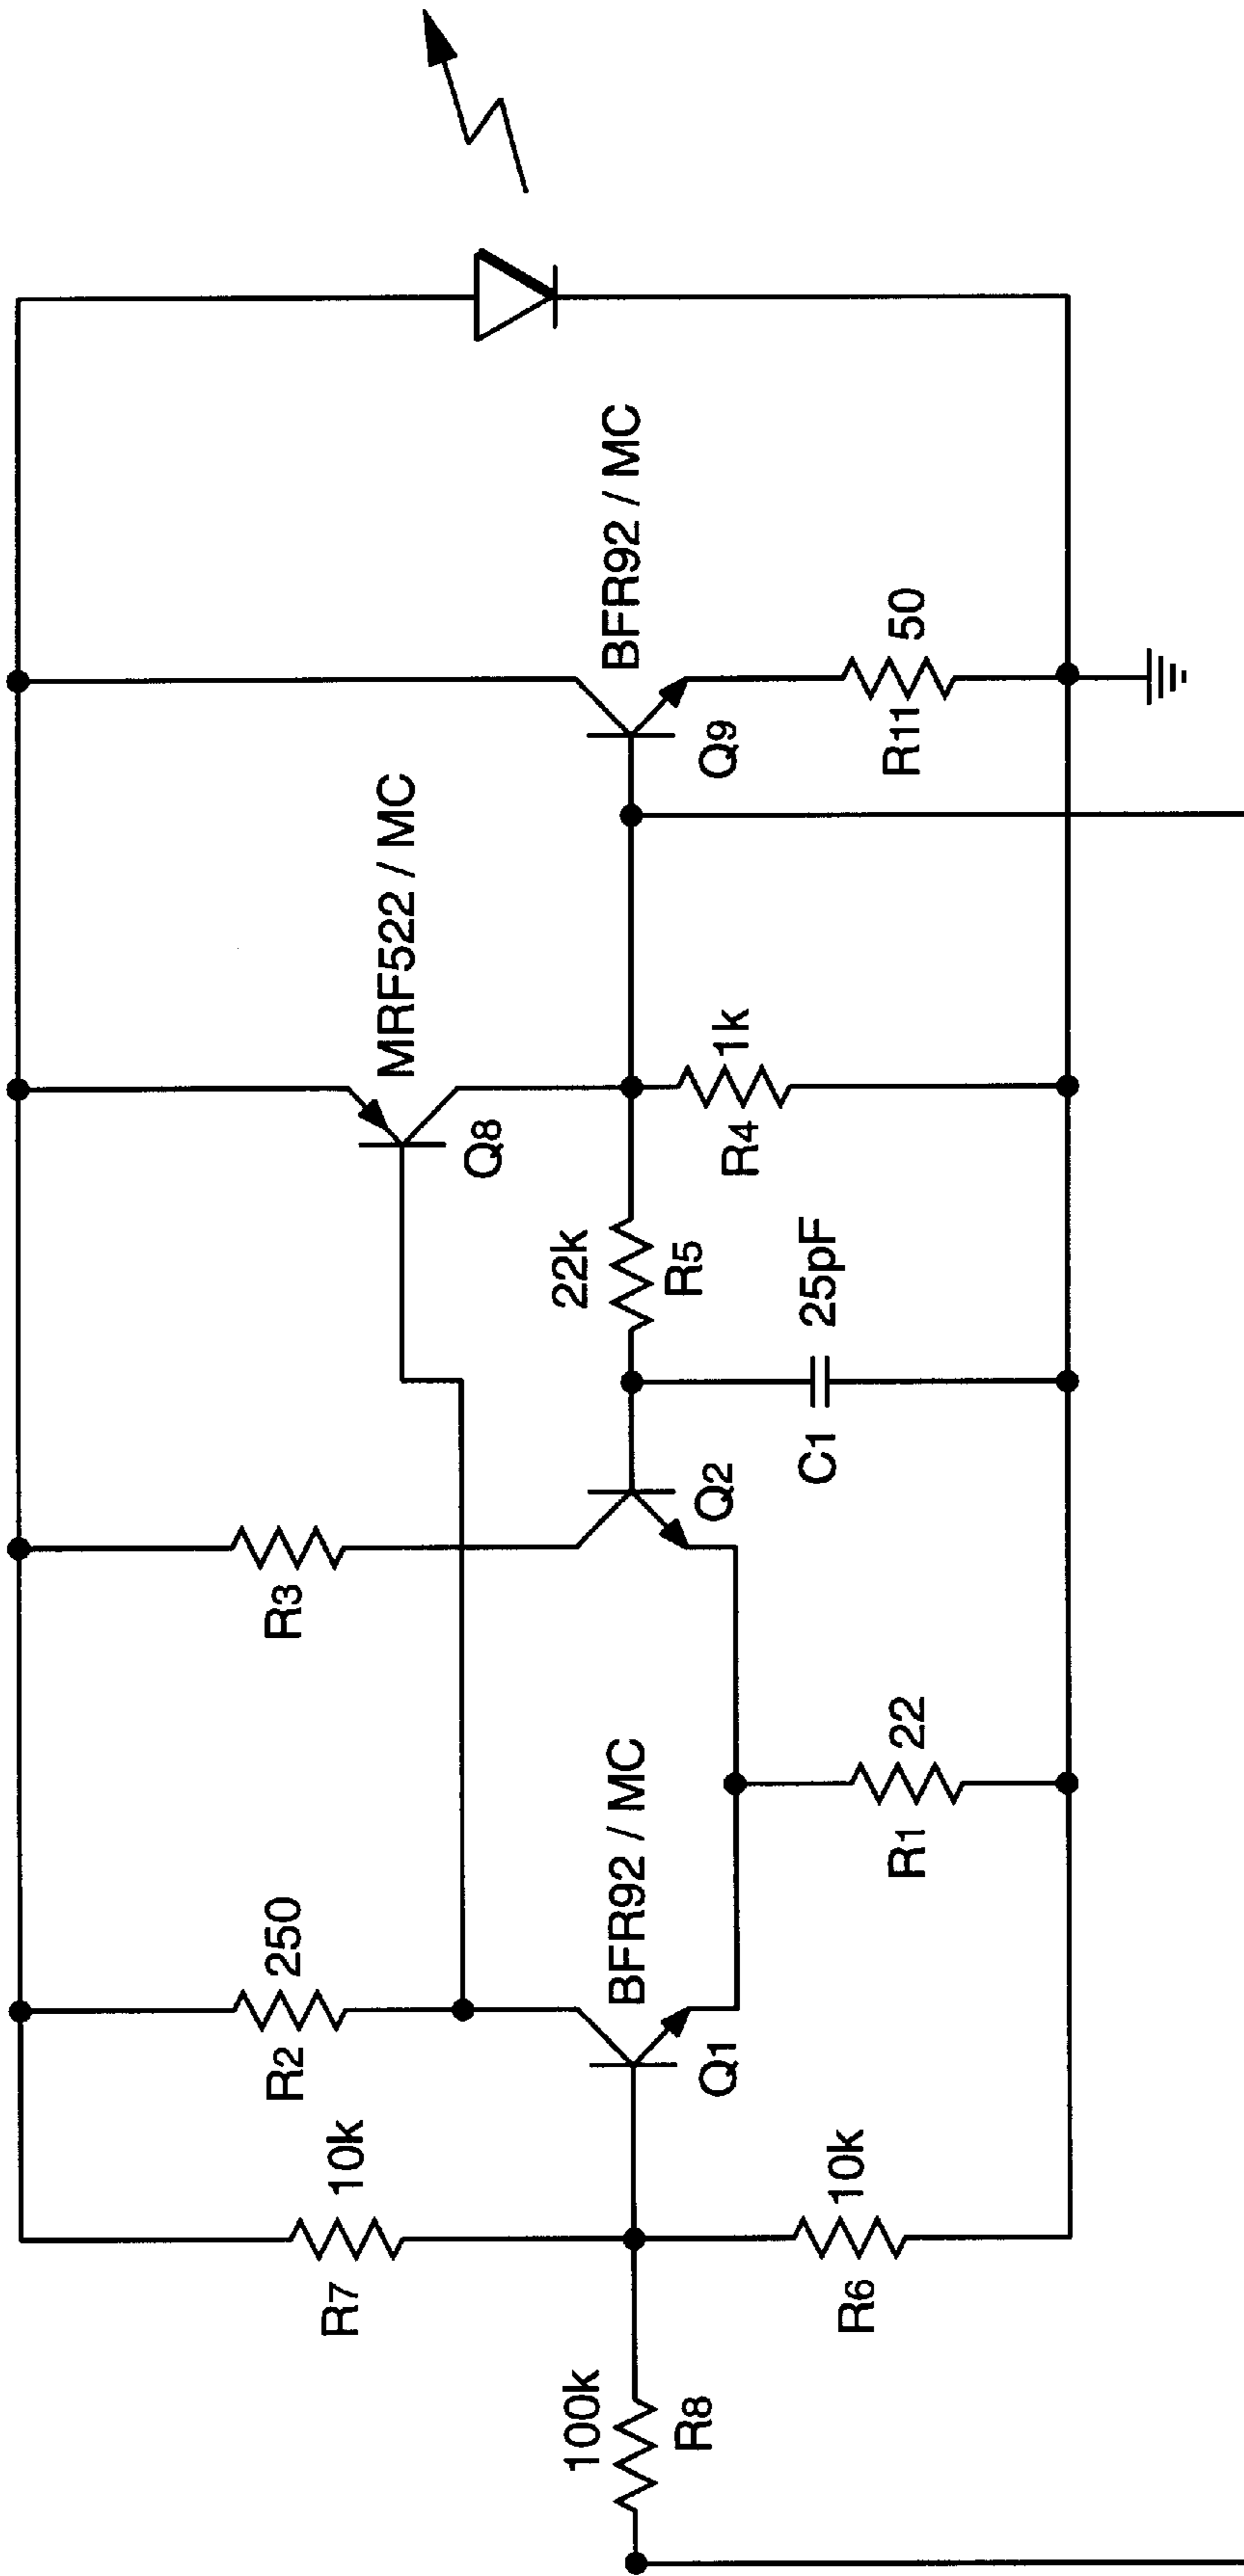 R7 10k
R2 250
R3
MRF522 / MC
Q8
100k
R8
BFR92 / MC
Q1
22k
R5
Q2
BFR92 / MC
Q9
R6 10k
R1 22
C1 25pF
R4 1k
R11 50